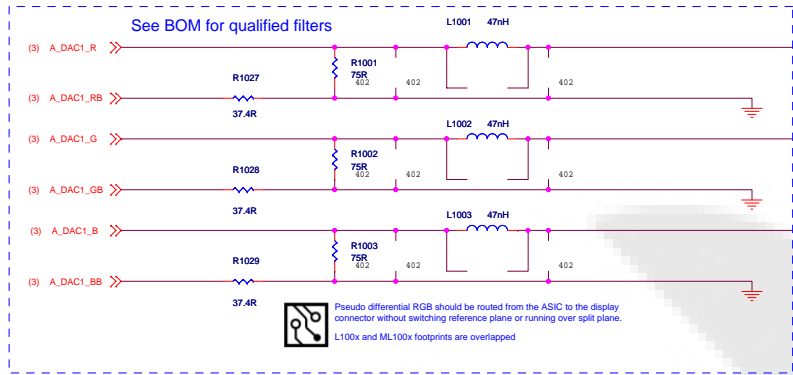 See BOM for qualified filters
L1001 47nH
(3) A_DAC1_R
R1001
75R
402 402 402
R1027
(3) A_DAC1_RB
37.4R
L1002 47nH
(3) A_DAC1_G
R1002
75R
402 402 402
R1028
(3) A_DAC1_GB
37.4R
L1003 47nH
(3) A_DAC1_B
R1003
75R
402 402 402
R1029
(3) A_DAC1_BB
37.4R
Pseudo differential RGB should be routed from the ASIC to the display
connector without switching reference plane or running over split plane.
L100x and ML100x footprints are overlapped